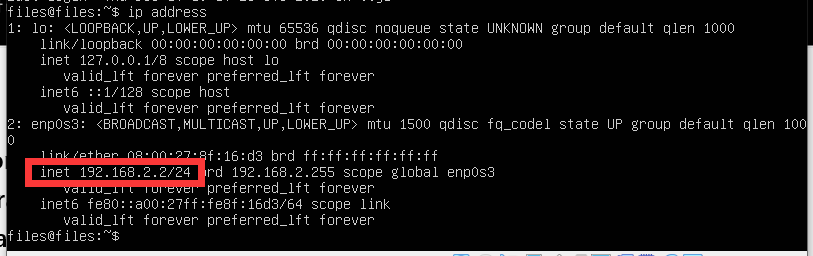 files@files:~$ ip address
1: lo: <LOOPBACK,UP,LOWER_UP> mtu 65536 qdisc noqueue state UNKNOWN group default qlen 1000
link/loopback 00:00:00:00:00:00 brd 00:00:00:00:00:00
inet 127.0.0.1/8 scope host lo
valid_lft forever preferred_lft forever
inet6 ::1/128 scope host
valid_lft forever preferred_lft forever
2: enp0s3: <BROADCAST,MULTICAST,UP,LOWER_UP> mtu 1500 qdisc fq_codel state UP group default qlen 100
0
link/ether 08:00:27:8f:16:d3 brd ff:ff:ff:ff:ff:ff
inet 192.168.2.2/24 brd 192.168.2.255 scope global enp0s3
valid_lft forever preferred_lft forever
inet6 fe80::a00:27ff:fe8f:16d3/64 scope link
valid_lft forever preferred_lft forever
files@files:~$